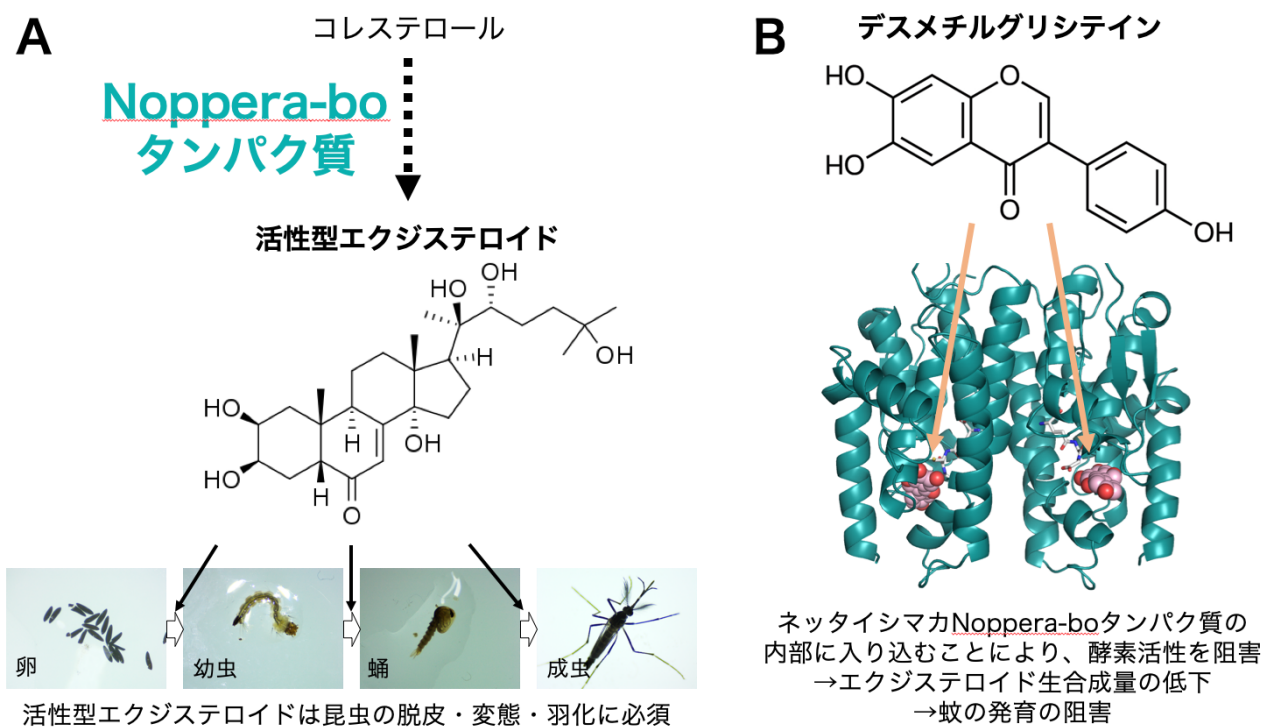 A
コレステロール
Noppera-bo
タンパク質
活性型エクジステロイド
OH
HO
OH
H
HO
H
OH
HO
H
O
卵
幼虫
蛹
成虫
活性型エクジステロイドは昆虫の脱皮・変態・羽化に必須
B
デスメチルグリシテイン
HO
O
HO
O
OH
ネッタイシマカNoppera-boタンパク質の
内部に入り込むことにより、酵素活性を阻害
→エクジステロイド生合成量の低下
→蚊の発育の阻害